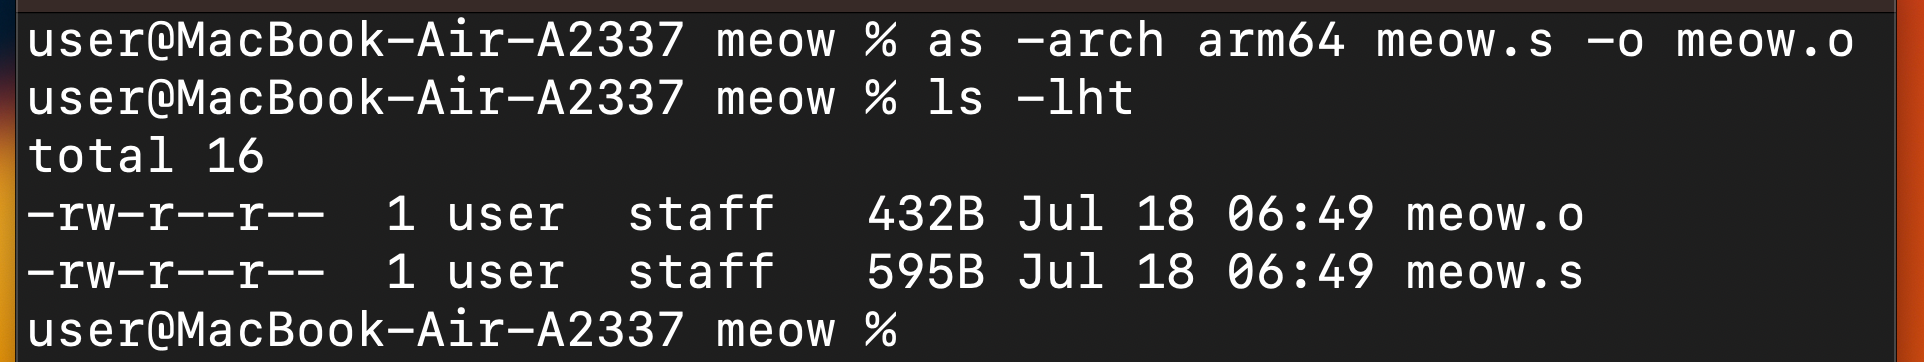 user@MacBook-Air-A2337 meow % as -arch arm64 meow.s -o meow.o
user@MacBook-Air-A2337 meow % ls -lht
total 16
-rw-r--r--  1 user  staff   432B Jul 18 06:49 meow.o
-rw-r--r--  1 user  staff   595B Jul 18 06:49 meow.s
user@MacBook-Air-A2337 meow %